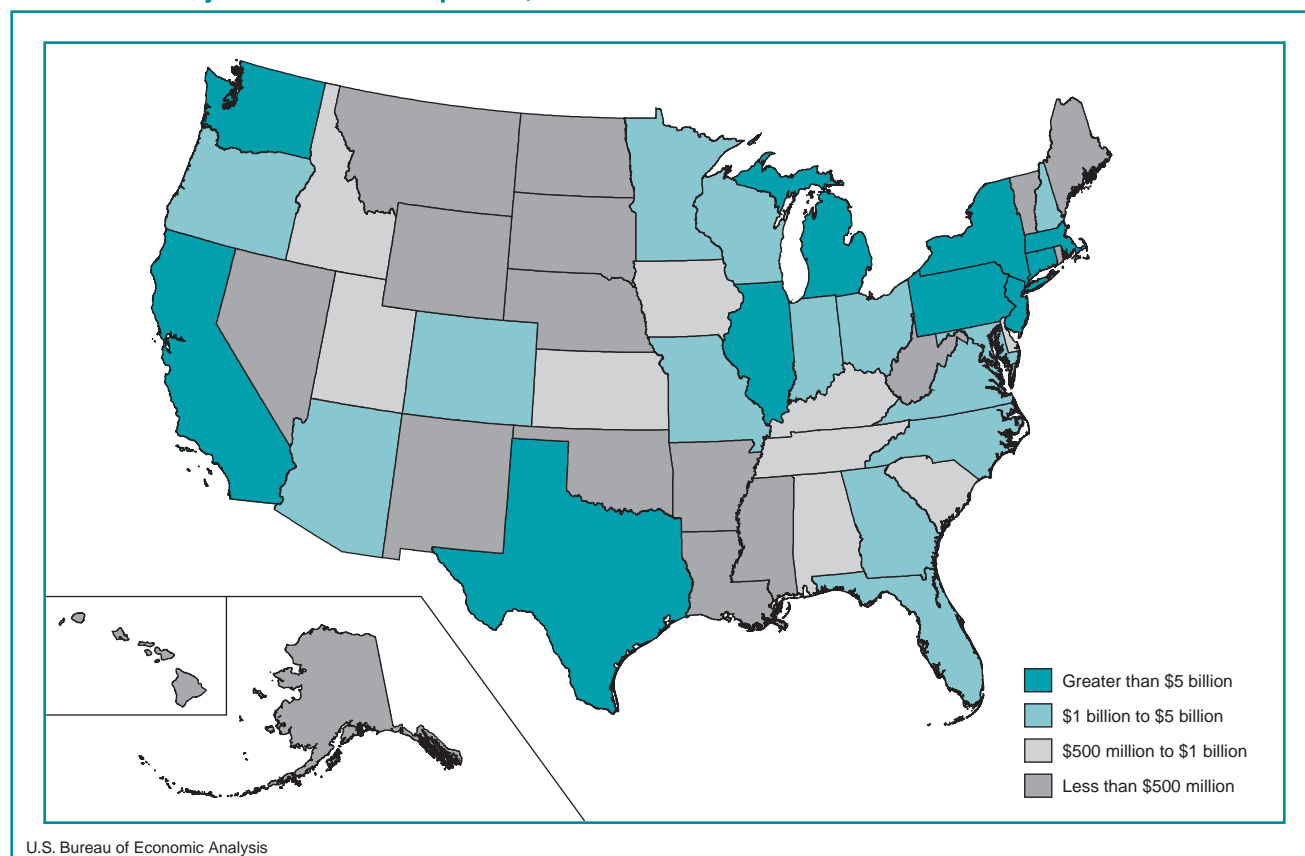 Greater than $5 billion
$1 billion to $5 billion
$500 million to $1 billion
Less than $500 million
U.S. Bureau of Economic Analysis